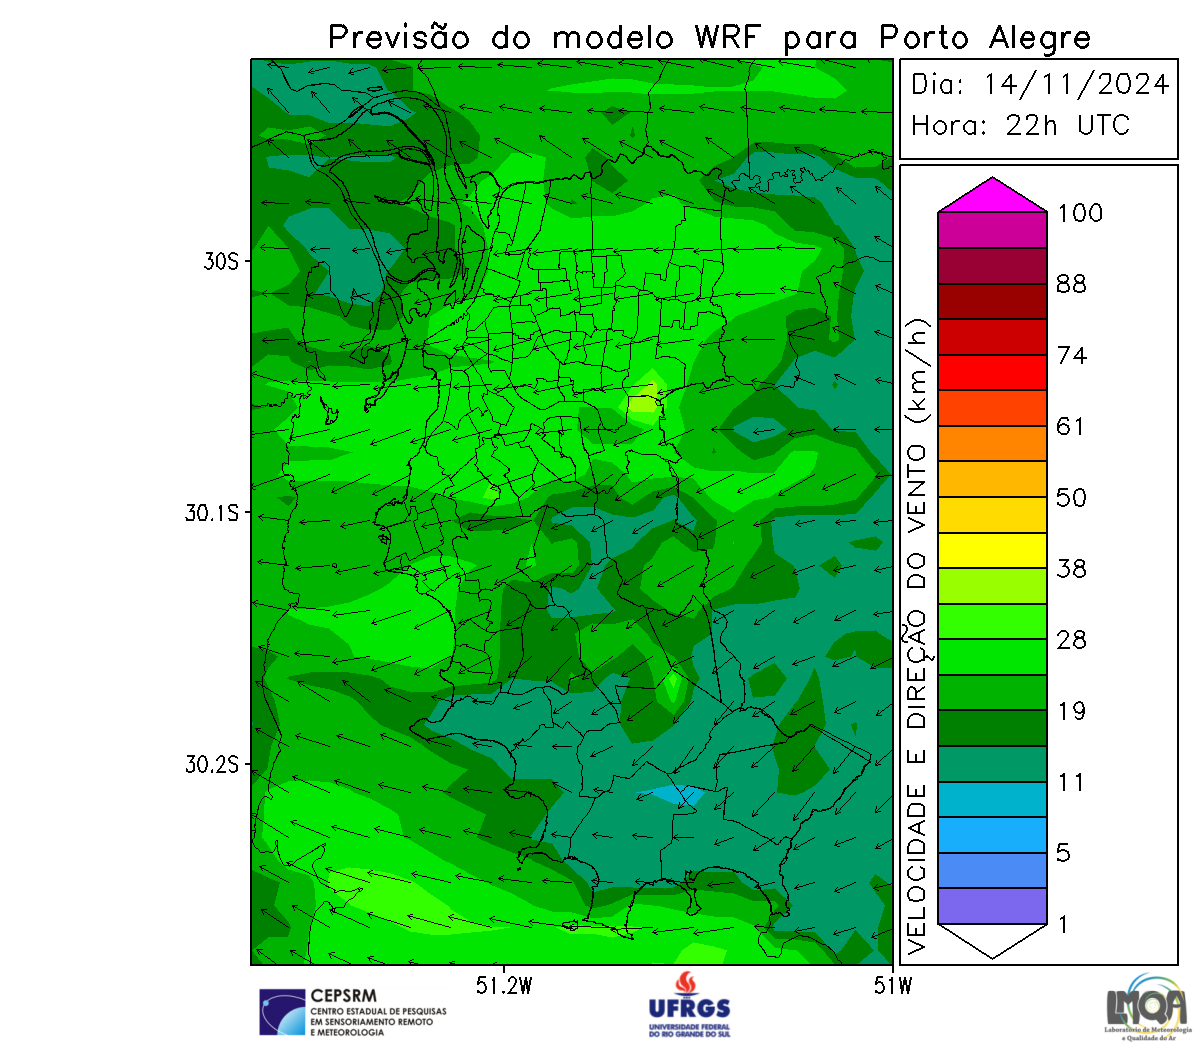 Previsão do modelo WRF para Porto Alegre
Dia: 14/11/2024
Hora: 22h UTC
30S
30.1S
30.2S
51.2W
51W
VELOCIDADE E DIREÇÃO DO VENTO (km/h)
100
88
74
61
50
38
28
19
11
5
1
CEPSRM
CENTRO ESTADUAL DE PESQUISAS
EM SENSORIAMENTO REMOTO
E METEOROLOGIA
UFRGS
UNIVERSIDADE FEDERAL
DO RIO GRANDE DO SUL
LMQA
Laboratório de Meteorologia
e Qualidade do Ar